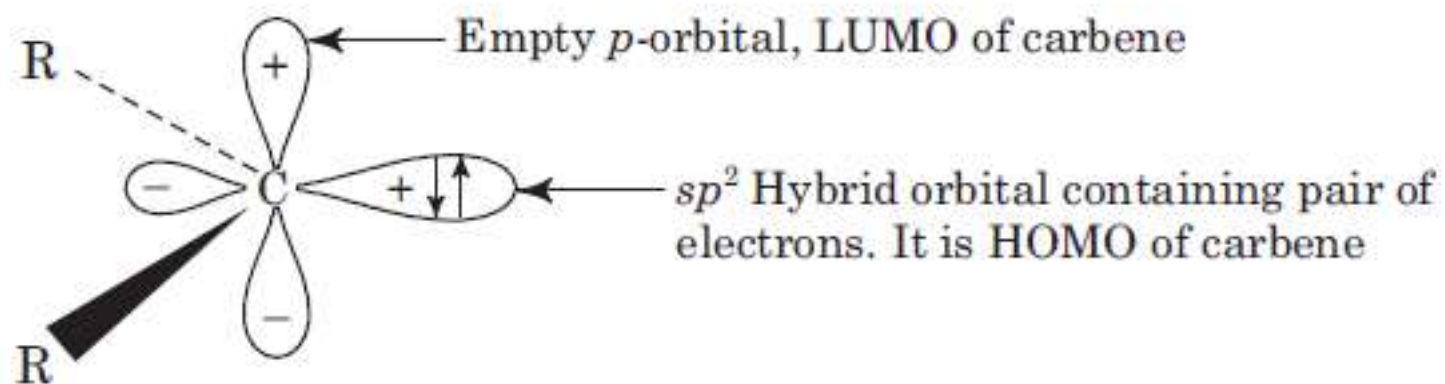 Empty p-orbital, LUMO of carbene
R
+
− C +
sp² Hybrid orbital containing pair of
electrons. It is HOMO of carbene
−
R